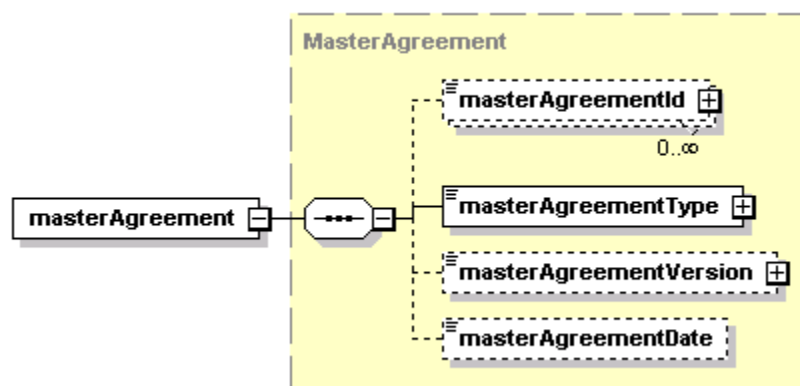 MasterAgreement
masterAgreementId
0..∞
masterAgreement
masterAgreementType
masterAgreementVersion
masterAgreementDate